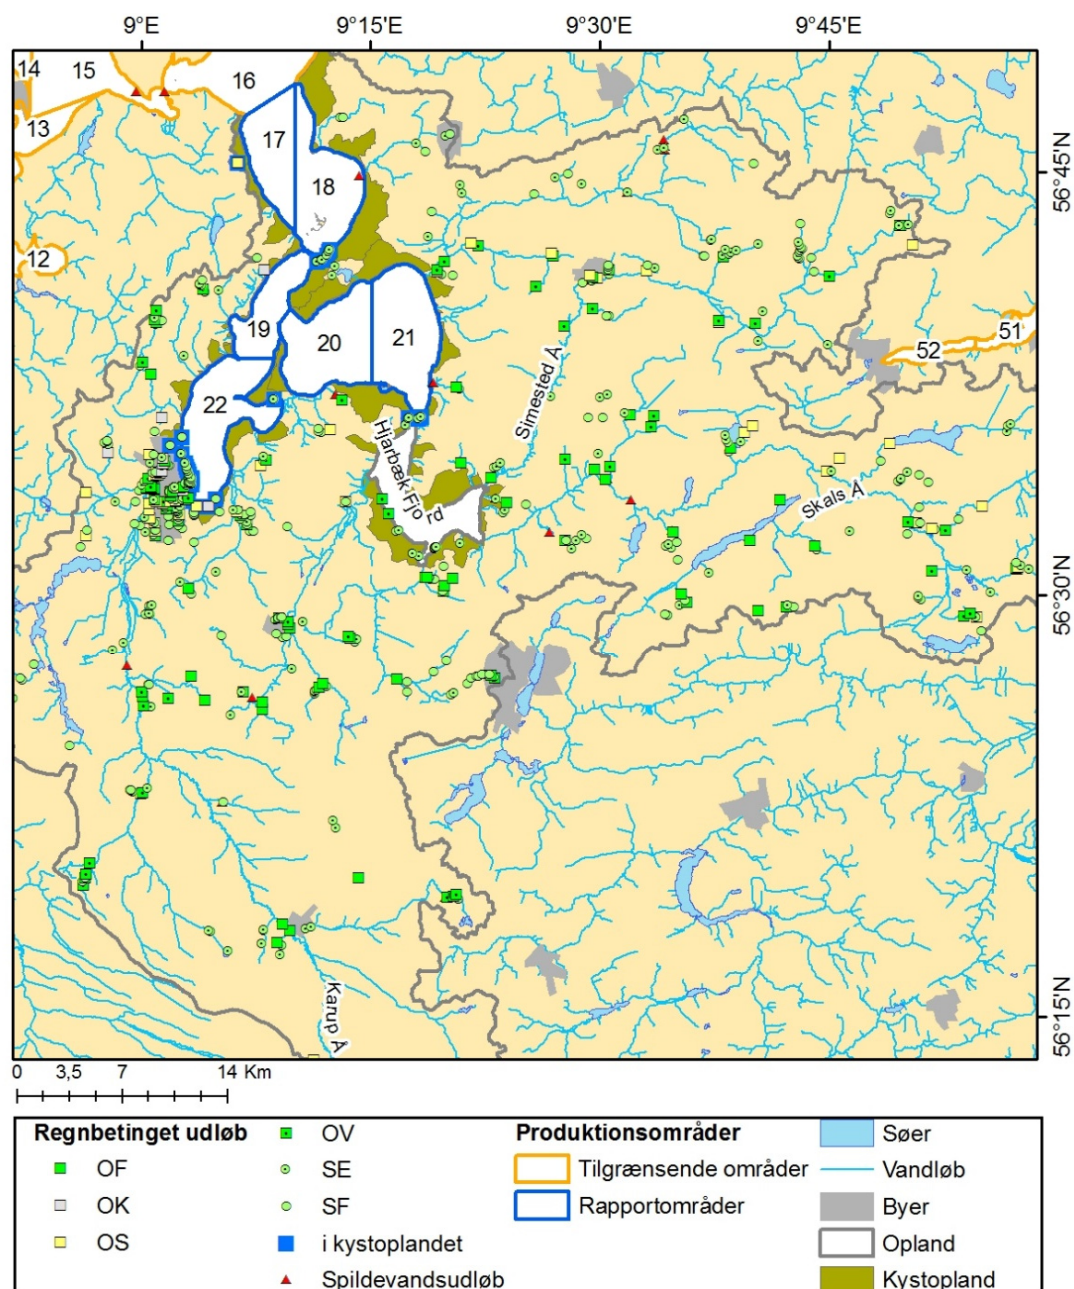 9°E
9°15'E
9°30'E
9°45'E
14
15
16
13
17
18
56°45'N
12
19
20
21
51
52
22
Simested Å
Hjarbæk Fjord
Skals Å
56°30'N
Karup Å
56°15'N
0 3,5 7 14 Km
Regnbetinget udløb
OF
OK
OS
OV
SE
SF
i kystoplandet
Spildevandsudløb
Produktionsområder
Tilgrænsende områder
Rapportområder
Søer
Vandløb
Byer
Opland
Kystopland